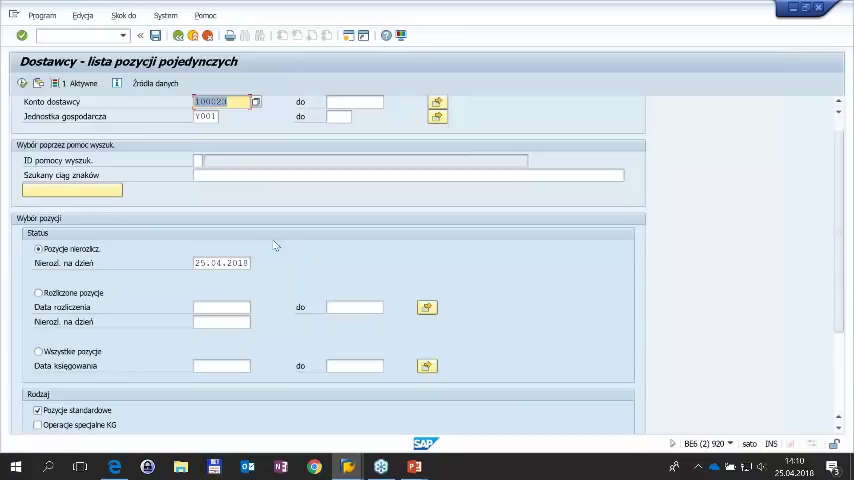 Program Edycja Skok do System Pomoc
Dostawcy - lista pozycji pojedynczych
1 Aktywne Źródła danych
Konto dostawcy 100023 do
Jednostka gospodarcza Y001 do
Wybór poprzez pomoc wyszuk.
ID pomocy wyszuk.
Szukany ciąg znaków
Wybór pozycji
Status
Pozycje nierozlicz.
Nierozl. na dzień 25.04.2018
Rozliczone pozycje
Data rozliczenia do
Nierozl. na dzień
Wszystkie pozycje
Data księgowania do
Rodzaj
Pozycje standardowe
Operacje specjalne KG
SAP BE6 (2) 920 sato INS
14:10
25.04.2018
3